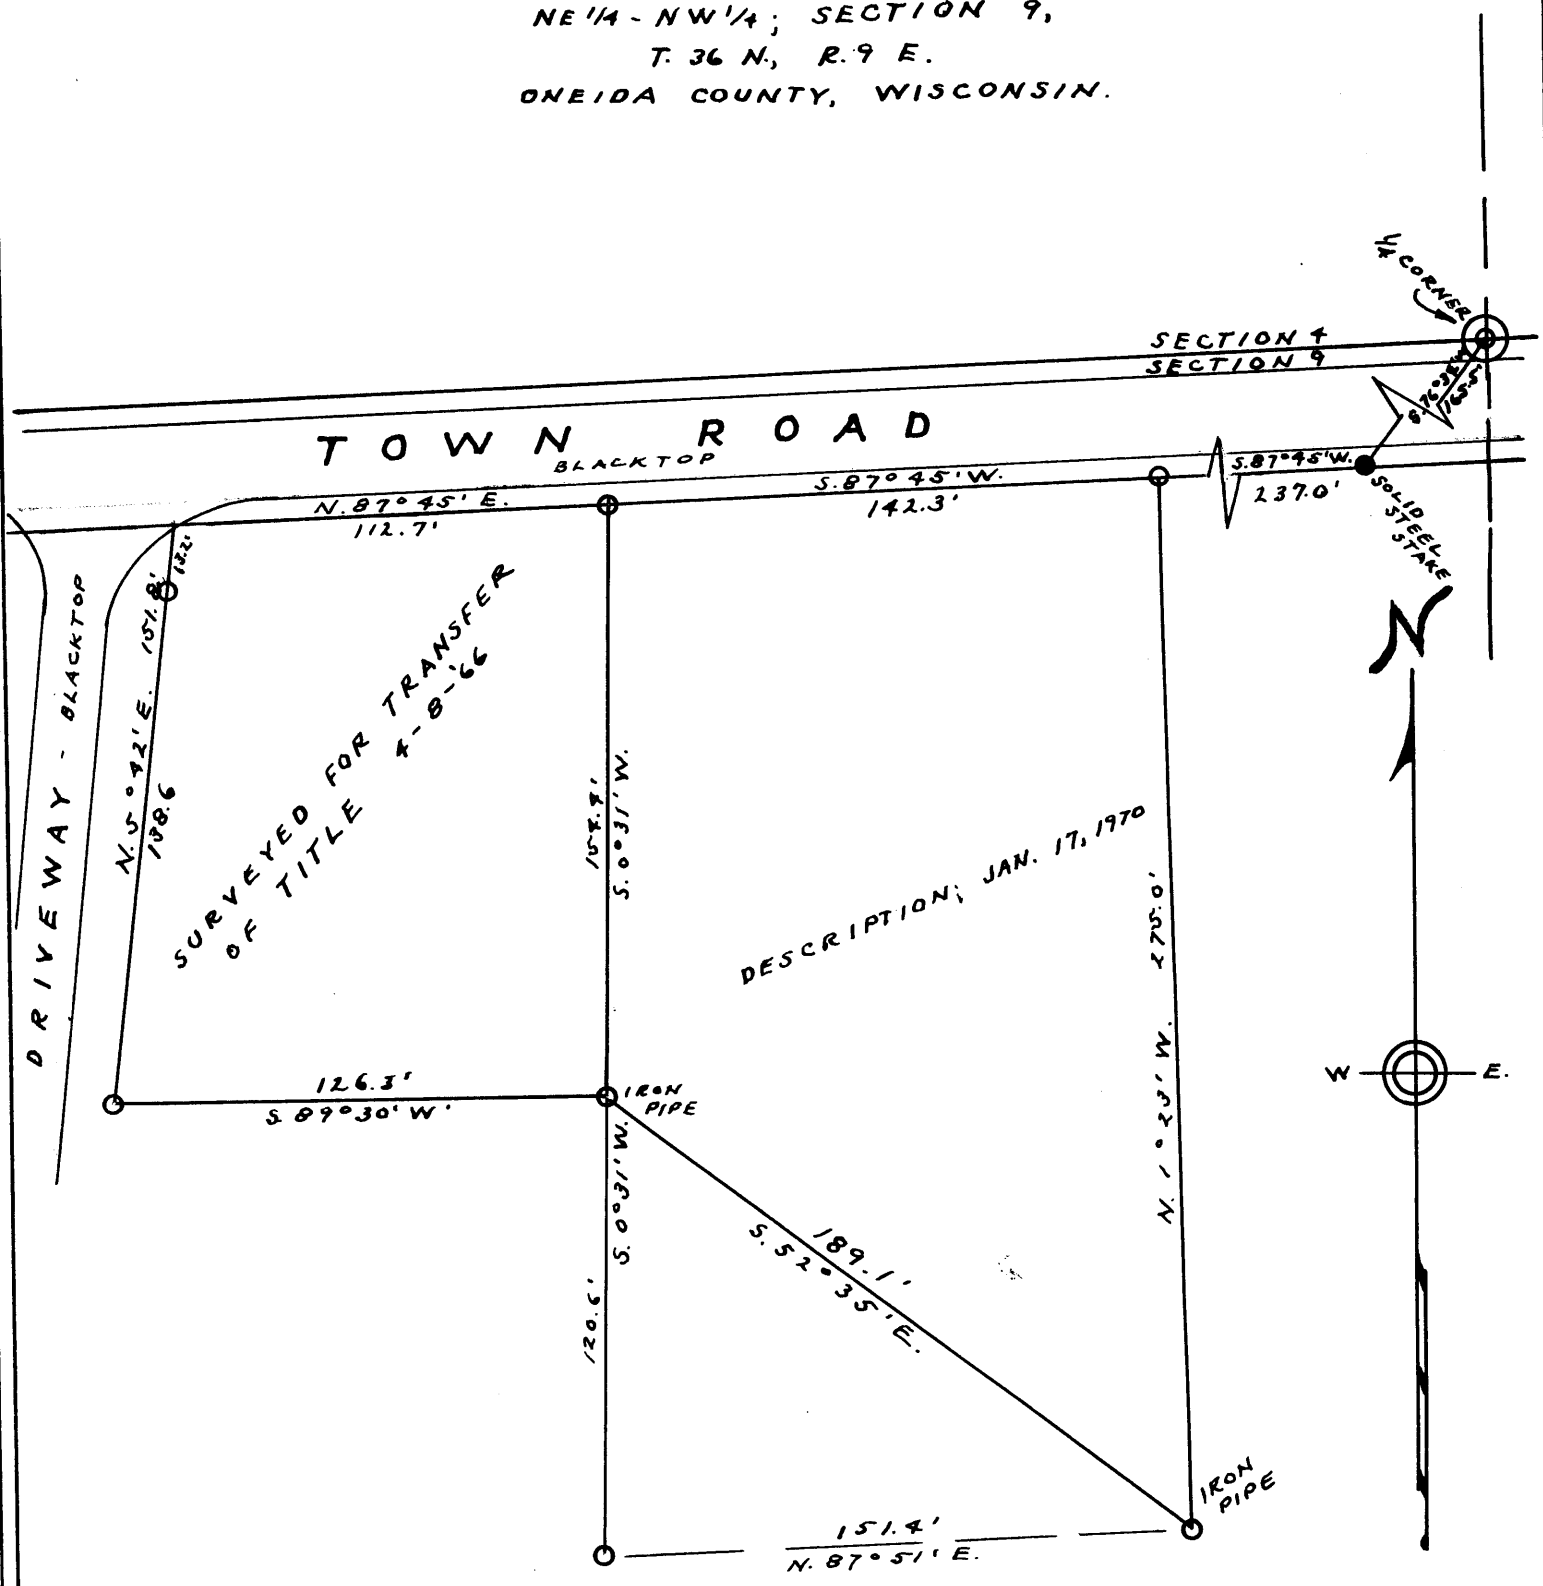 NE 1/4 - NW 1/4; SECTION 9,
T. 36 N., R. 9 E.
ONEIDA COUNTY, WISCONSIN.
1/4 CORNER
SECTION 4
SECTION 9
165.5'
TOWN ROAD
BLACKTOP
S. 87° 45' W.
237.0'
SOLID
STEEL
STAKE
S. 87° 45' W.
142.3'
N. 87° 45' E.
112.7'
13.2'
151.8'
N. 5° 42' E.
138.6
DRIVEWAY - BLACKTOP
SURVEYED FOR TRANSFER
OF TITLE 4-8-'66
154.4'
S. 0° 31' W.
DESCRIPTION; JAN. 17, 1970
275.0'
N. 1° 23' W.
N
W
E.
126.3'
S. 89° 30' W.
IRON
PIPE
S. 0° 31' W.
120.6'
189.1'
S. 52° 35' E.
IRON
PIPE
151.4'
N. 87° 51' E.